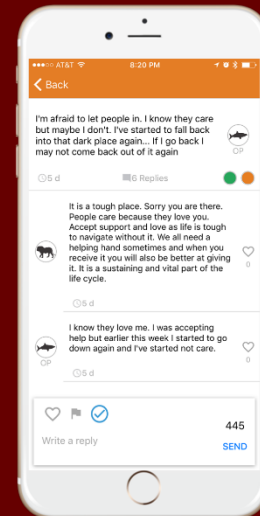 AT&T 8:20 PM
Back
I'm afraid to let people in. I know they care
but maybe I don't. I've started to fall back
into that dark place again... If I go back I
may not come back out of it again
OP
5 d 6 Replies
It is a tough place. Sorry you are there.
People care because they love you.
Accept support and love as life is tough
to navigate without it. We all need a
helping hand sometimes and when you
receive it you will also be better at giving
it. It is a sustaining and vital part of the
life cycle.
0
5 d
I know they love me. I was accepting
help but earlier this week I started to go
down again and I've started not care.
OP
0
5 d
445
Write a reply
SEND